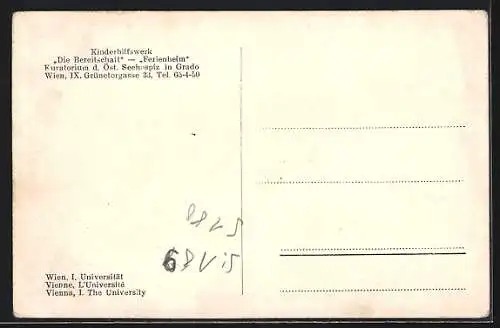 Kinderhilfswerk
„Die Bereitschaft“ — „Ferienheim“
Kuratorium d. Öst. Seehospiz in Grado
Wien, IX. Grünetorgasse 33. Tel. 65-4-50
Wien, I. Universität
Vienne, L'Université
Vienna, I. The University